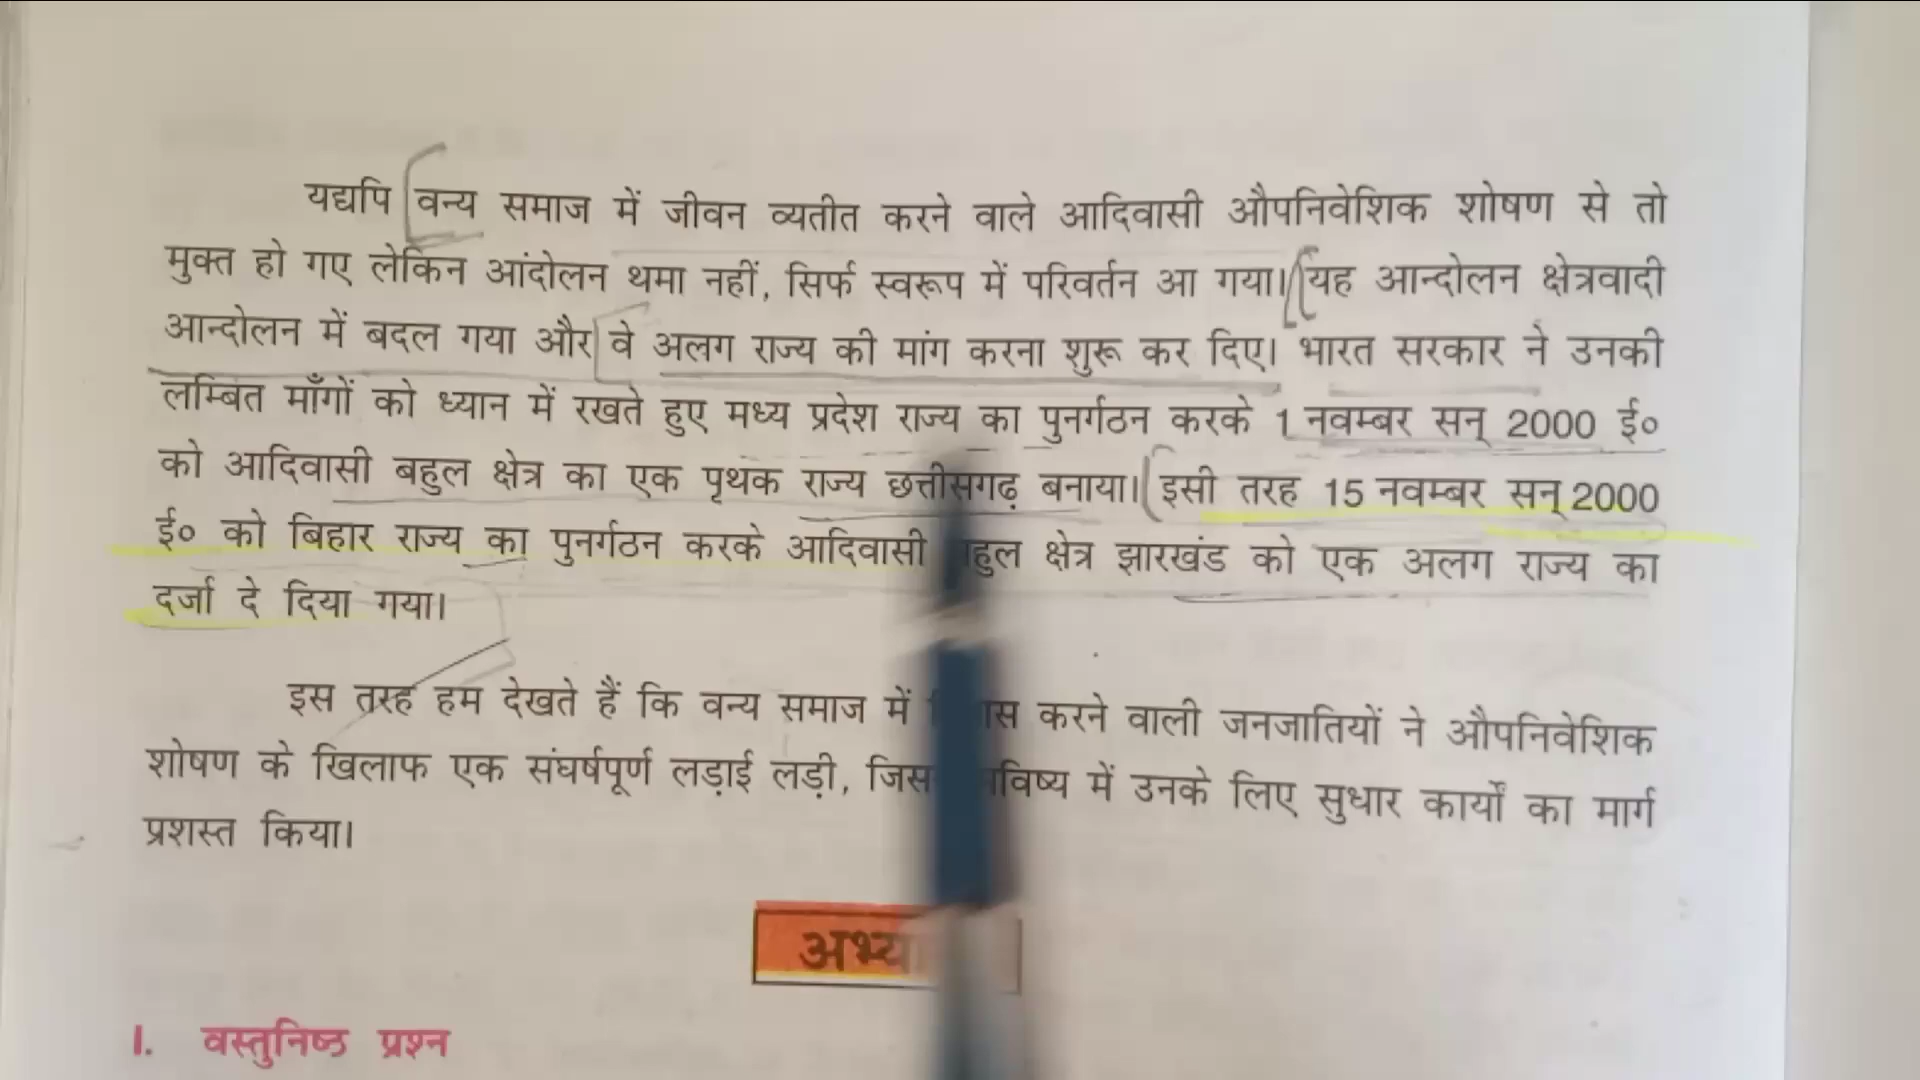 यद्यपि वन्य समाज में जीवन व्यतीत करने वाले आदिवासी औपनिवेशिक शोषण से तो
मुक्त हो गए लेकिन आंदोलन थमा नहीं, सिर्फ स्वरूप में परिवर्तन आ गया। यह आन्दोलन क्षेत्रवादी
आन्दोलन में बदल गया और वे अलग राज्य की मांग करना शुरू कर दिए। भारत सरकार ने उनकी
लम्बित माँगों को ध्यान में रखते हुए मध्य प्रदेश राज्य का पुनर्गठन करके 1 नवम्बर सन् 2000 ई०
को आदिवासी बहुल क्षेत्र का एक पृथक राज्य छत्तीसगढ़ बनाया। इसी तरह 15 नवम्बर सन् 2000
ई० को बिहार राज्य का पुनर्गठन करके आदिवासी क्षेत्र झारखंड को एक अलग राज्य का
दर्जा दे दिया गया।
इस तरह हम देखते हैं कि वन्य समाज में करने वाली जनजातियों ने औपनिवेशिक
शोषण के खिलाफ एक संघर्षपूर्ण लड़ाई लड़ी, में उनके लिए सुधार कार्यों का मार्ग
प्रशस्त किया।
I. वस्तुनिष्ठ प्रश्न